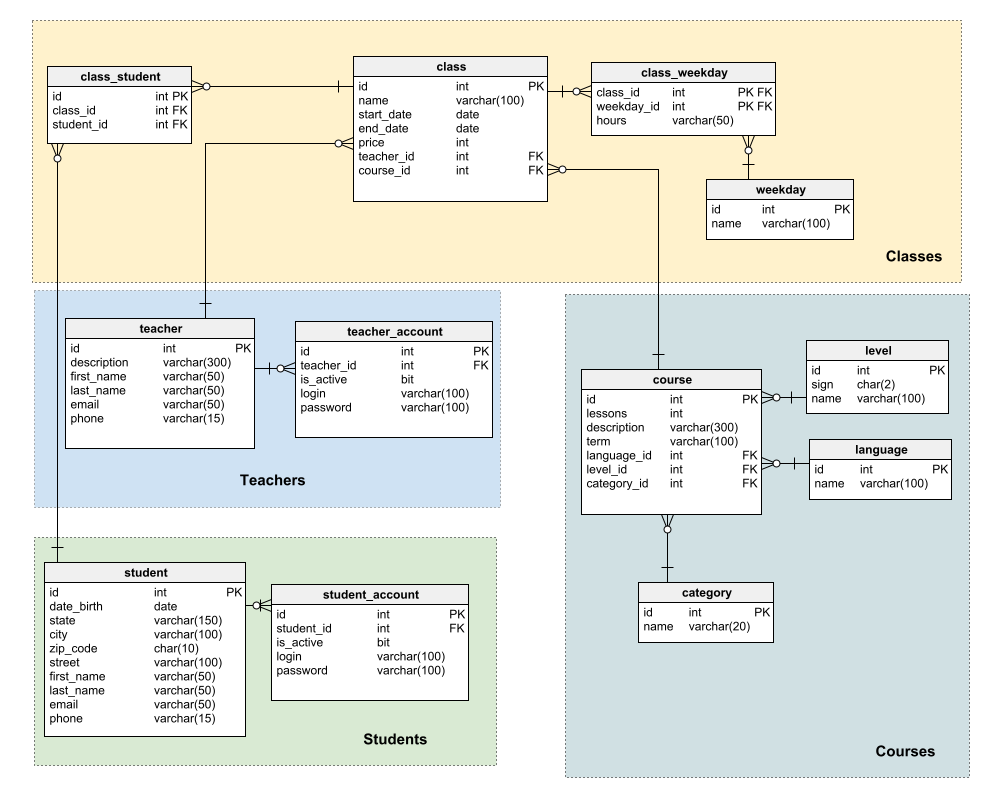 class_student
id int PK
class_id int FK
student_id int FK
class
id int PK
name varchar(100)
start_date date
end_date date
price int
teacher_id int FK
course_id int FK
class_weekday
class_id int PK FK
weekday_id int PK FK
hours varchar(50)
weekday
id int PK
name varchar(100)
Classes
teacher
id int PK
description varchar(300)
first_name varchar(50)
last_name varchar(50)
email varchar(50)
phone varchar(15)
teacher_account
id int PK
teacher_id int FK
is_active bit
login varchar(100)
password varchar(100)
Teachers
course
id int PK
lessons int
description varchar(300)
term varchar(100)
language_id int FK
level_id int FK
category_id int FK
level
id int PK
sign char(2)
name varchar(100)
language
id int PK
name varchar(100)
category
id int PK
name varchar(20)
Courses
student
id int PK
date_birth date
state varchar(150)
city varchar(100)
zip_code char(10)
street varchar(100)
first_name varchar(50)
last_name varchar(50)
email varchar(50)
phone varchar(15)
student_account
id int PK
student_id int FK
is_active bit
login varchar(100)
password varchar(100)
Students